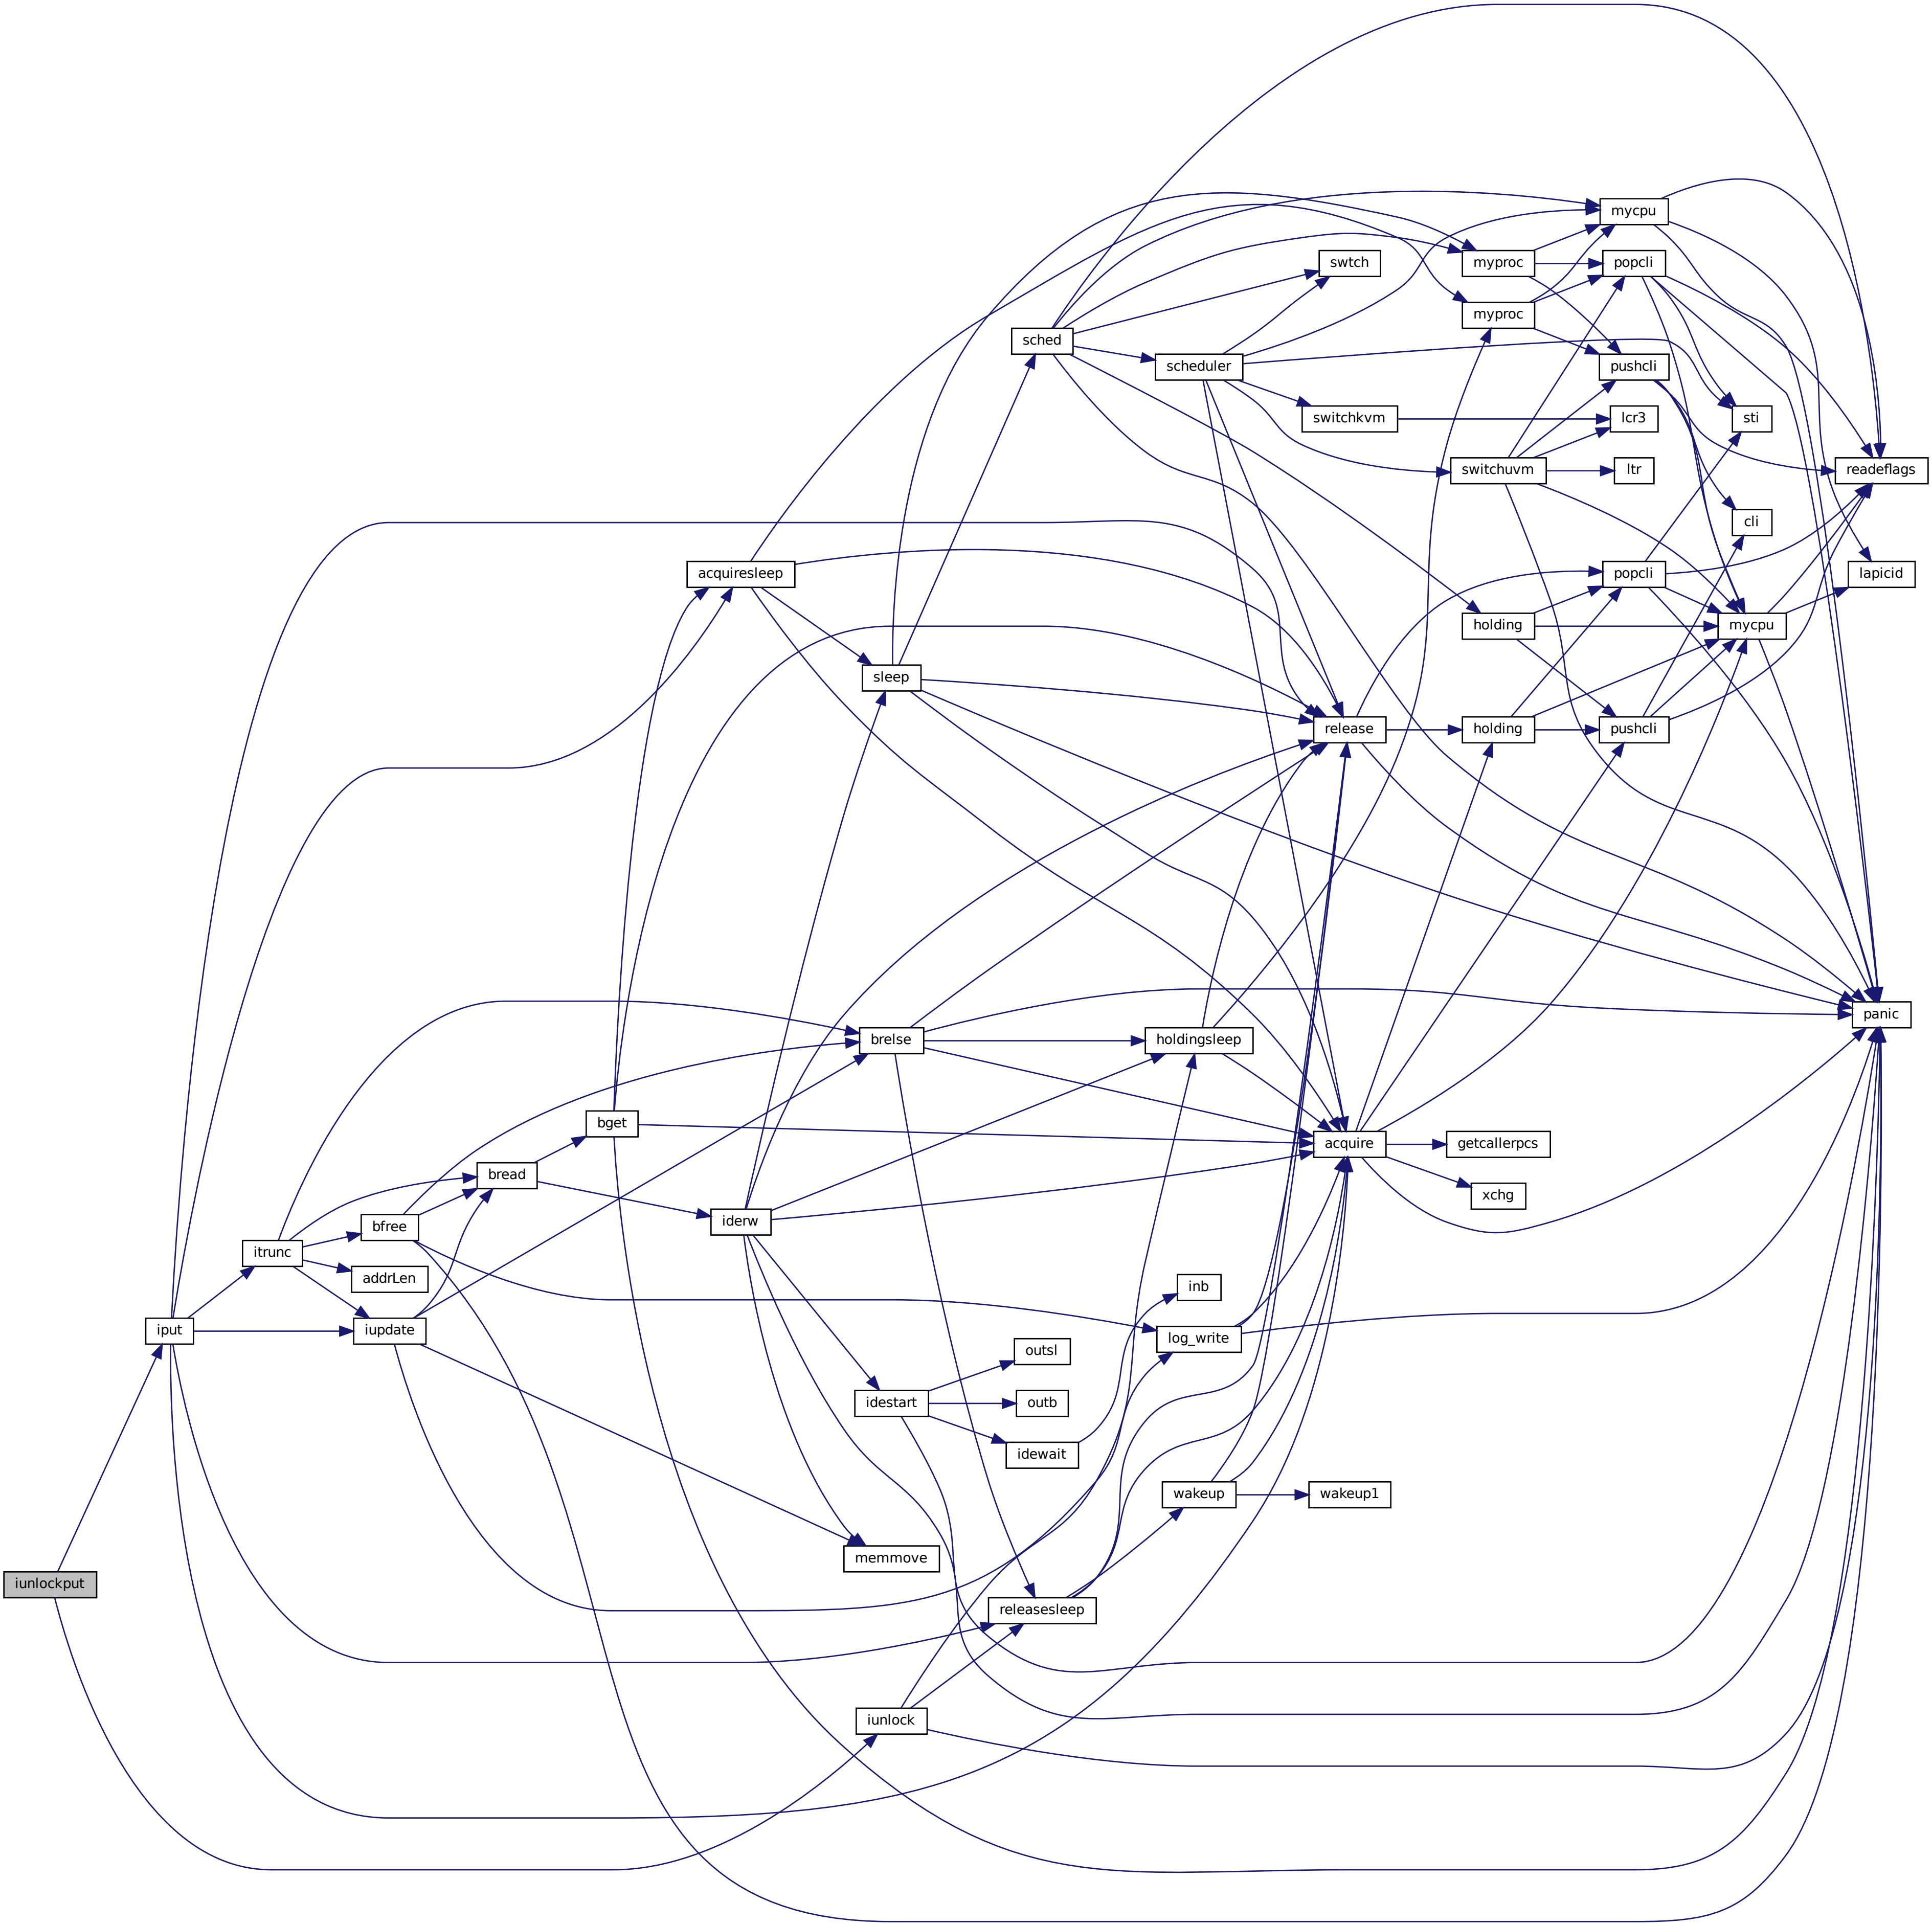 mycpu
swtch
myproc
popcli
myproc
sched
scheduler
pushcli
switchkvm
lcr3
sti
switchuvm
ltr
readeflags
cli
acquiresleep
popcli
lapicid
holding
mycpu
sleep
release
holding
pushcli
panic
brelse
holdingsleep
bget
acquire
getcallerpcs
bread
xchg
bfree
iderw
itrunc
addrLen
inb
iput
iupdate
log_write
outsl
idestart
outb
idewait
wakeup
wakeup1
memmove
iunlockput
releasesleep
iunlock